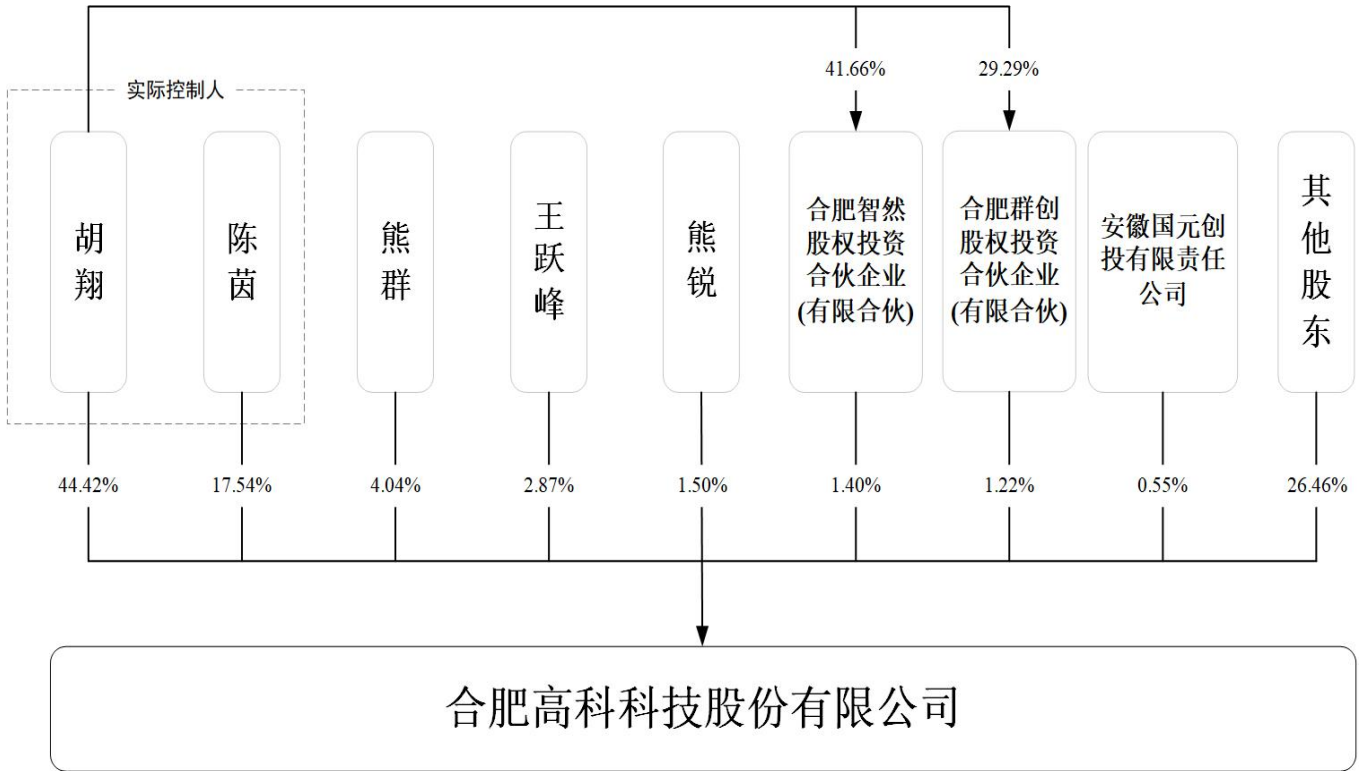 41.66%
29.29%
实际控制人
胡翔
陈茵
熊群
王跃峰
熊锐
合肥智然
股权投资
合伙企业
(有限合伙)
合肥群创
股权投资
合伙企业
(有限合伙)
安徽国元创
投有限责任
公司
其他股东
44.42%
17.54%
4.04%
2.87%
1.50%
1.40%
1.22%
0.55%
26.46%
合肥高科科技股份有限公司